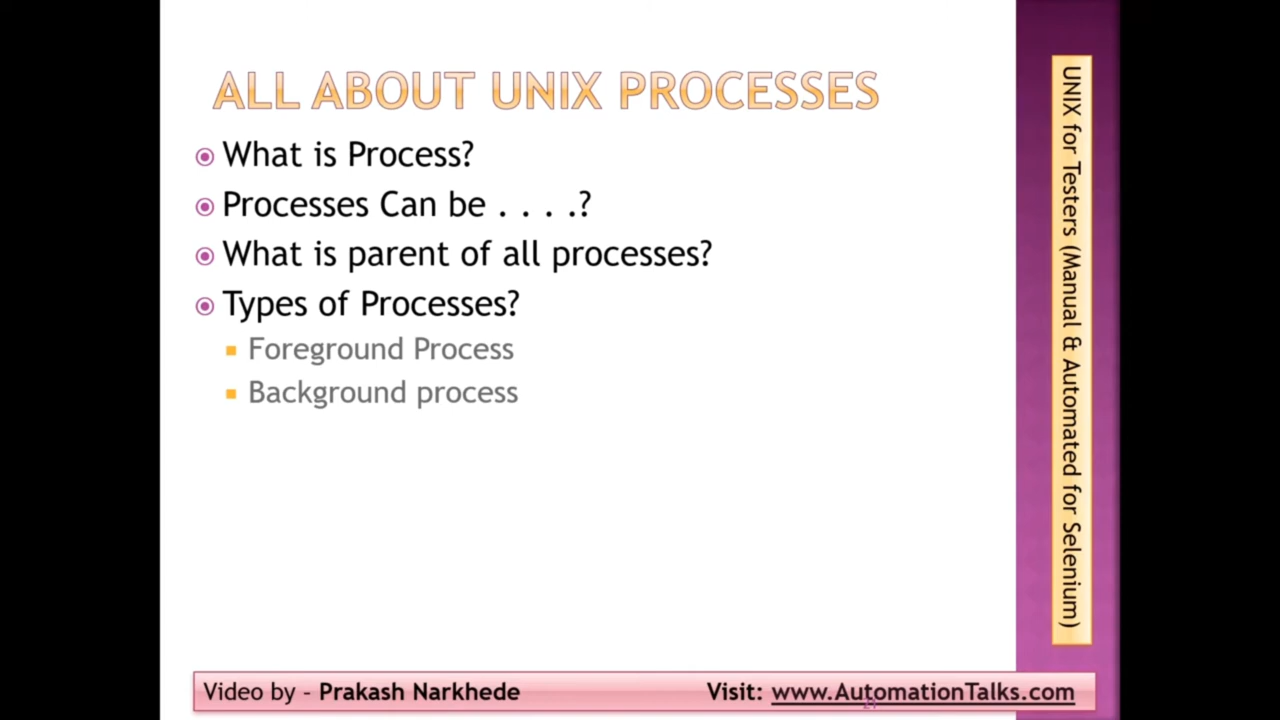 ALL ABOUT UNIX PROCESSES
What is Process?
Processes Can be . . . .?
What is parent of all processes?
Types of Processes?
Foreground Process
Background process
UNIX for Testers (Manual & Automated for Selenium)
Video by - Prakash Narkhede
Visit: www.AutomationTalks.com